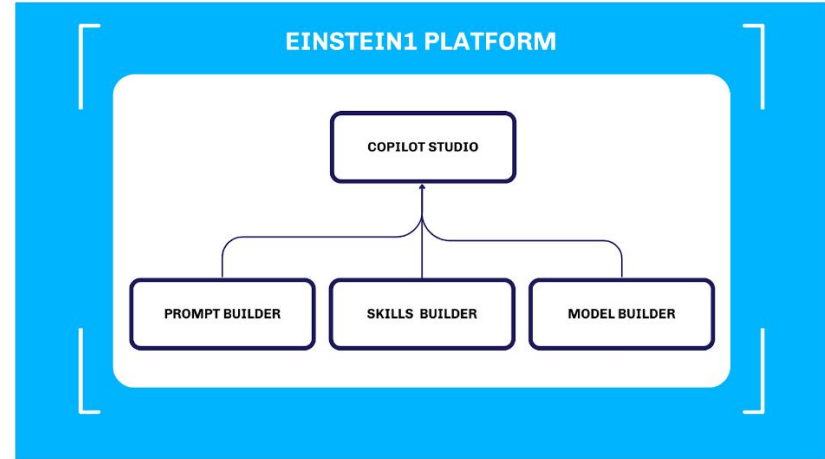 EINSTEIN1 PLATFORM
COPILOT STUDIO
PROMPT BUILDER
SKILLS BUILDER
MODEL BUILDER